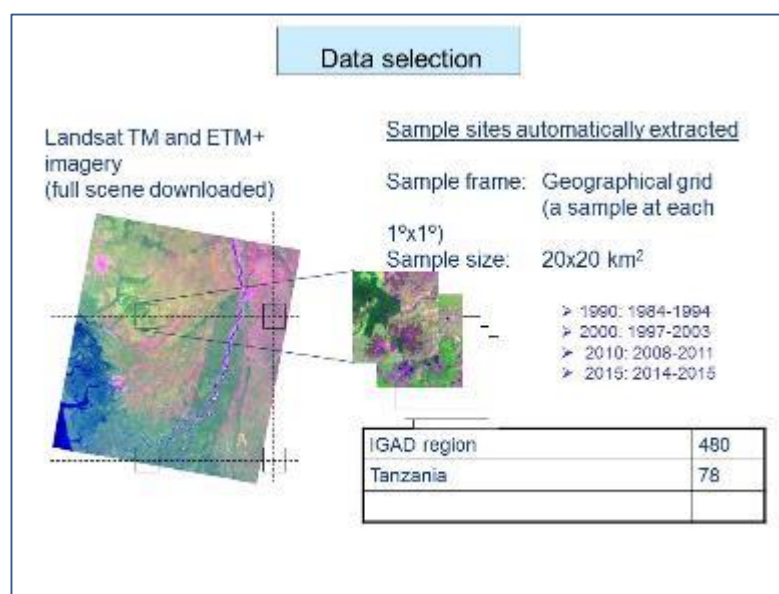 Data selection
Landsat TM and ETM+
imagery
(full scene downloaded)
Sample sites automatically extracted
Sample frame: Geographical grid
(a sample at each
1ºx1º)
Sample size: 20x20 km²
➢ 1990: 1984-1994
➢ 2000: 1997-2003
➢ 2010: 2008-2011
➢ 2015: 2014-2015
IGAD region 480
Tanzania 78